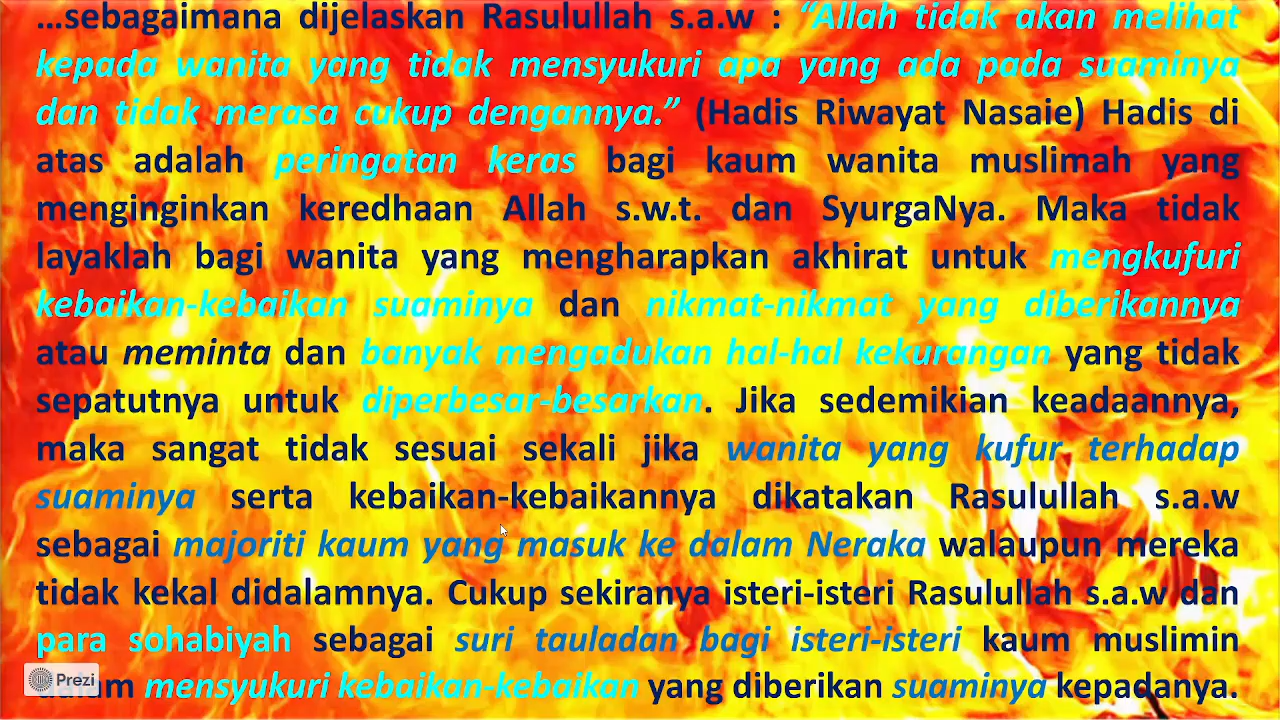 …sebagaimana dijelaskan Rasulullah s.a.w : “Allah tidak akan melihat
kepada wanita yang tidak mensyukuri apa yang ada pada suaminya
dan tidak merasa cukup dengannya.” (Hadis Riwayat Nasaie) Hadis di
atas adalah peringatan keras bagi kaum wanita muslimah yang
menginginkan keredhaan Allah s.w.t. dan SyurgaNya. Maka tidak
layaklah bagi wanita yang mengharapkan akhirat untuk mengkufuri
kebaikan-kebaikan suaminya dan nikmat-nikmat yang diberikannya
atau meminta dan banyak mengadukan hal-hal kekurangan yang tidak
sepatutnya untuk diperbesar-besarkan. Jika sedemikian keadaannya,
maka sangat tidak sesuai sekali jika wanita yang kufur terhadap
suaminya serta kebaikan-kebaikannya dikatakan Rasulullah s.a.w
sebagai majoriti kaum yang masuk ke dalam Neraka walaupun mereka
tidak kekal didalamnya. Cukup sekiranya isteri-isteri Rasulullah s.a.w dan
para sohabiyah sebagai suri tauladan bagi isteri-isteri kaum muslimin
mensyukuri kebaikan-kebaikan yang diberikan suaminya kepadanya.
Prezi